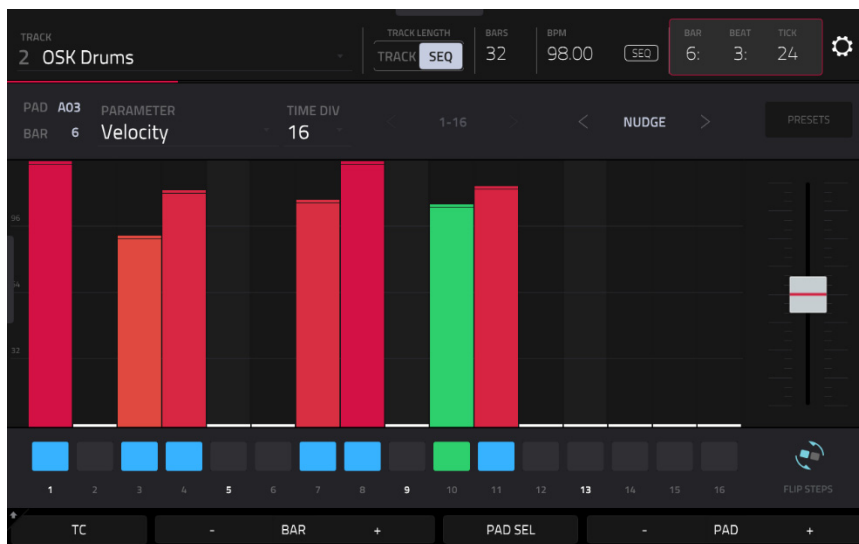 TRACK TRACK LENGTH BARS BPM BAR BEAT TICK
2 OSK Drums TRACK SEQ 32 98.00 SEQ 6: 3: 24
PAD A03 PARAMETER TIME DIV
BAR 6 Velocity 16 1-16 < NUDGE > PRESETS
96
32
1 2 3 4 5 6 7 8 9 10 11 12 13 14 15 16 FLIP STEPS
TC - BAR + PAD SEL - PAD +